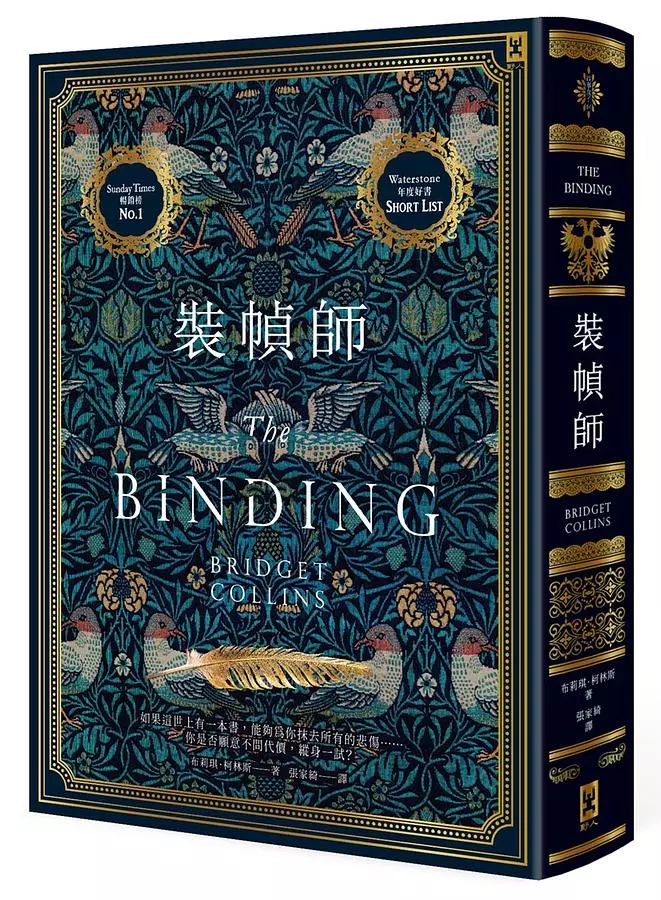 Sunday Times
暢銷榜
No.1
Waterstone
年度好書
SHORT LIST
裝幀師
The
BINDING
BRIDGET
COLLINS
如果這世上有一本書，能夠為你抹去所有的悲傷……
你是否願意不問代價，縱身一試？
布莉琪·柯林斯——著 張家綺——譯
THE
BINDING
裝幀師
BRIDGET
COLLINS
布莉琪·柯林斯
著
張家綺
譯
野人